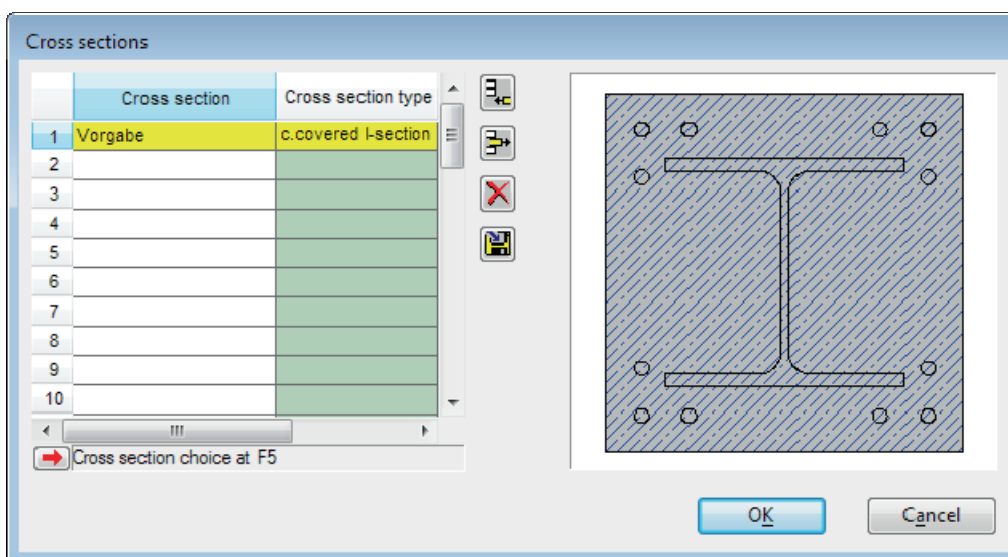 Cross sections
Cross section Cross section type
1 Vorgabe c.covered I-section
2
3
4
5
6
7
8
9
10
Cross section choice at F5
OK Cancel